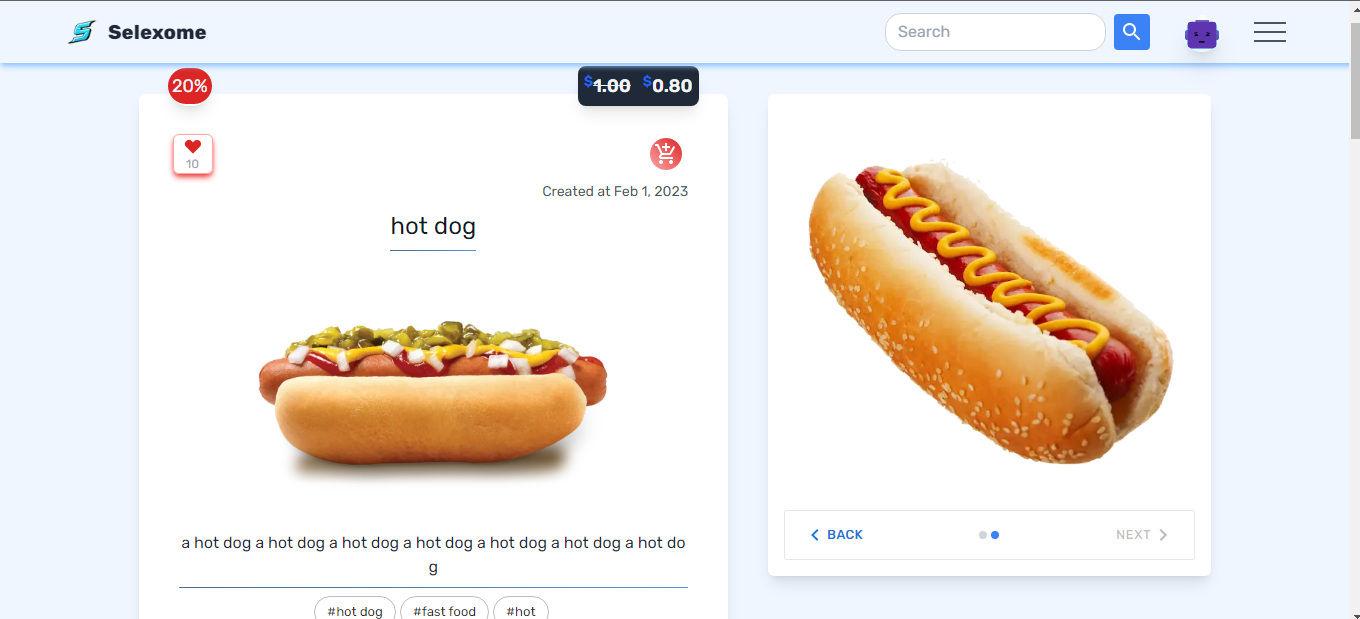 Selexome
Search
20%
$1.00 $0.80
10
Created at Feb 1, 2023
hot dog
a hot dog a hot dog a hot dog a hot dog a hot dog a hot dog a hot do
g
#hot dog #fast food #hot
BACK
NEXT